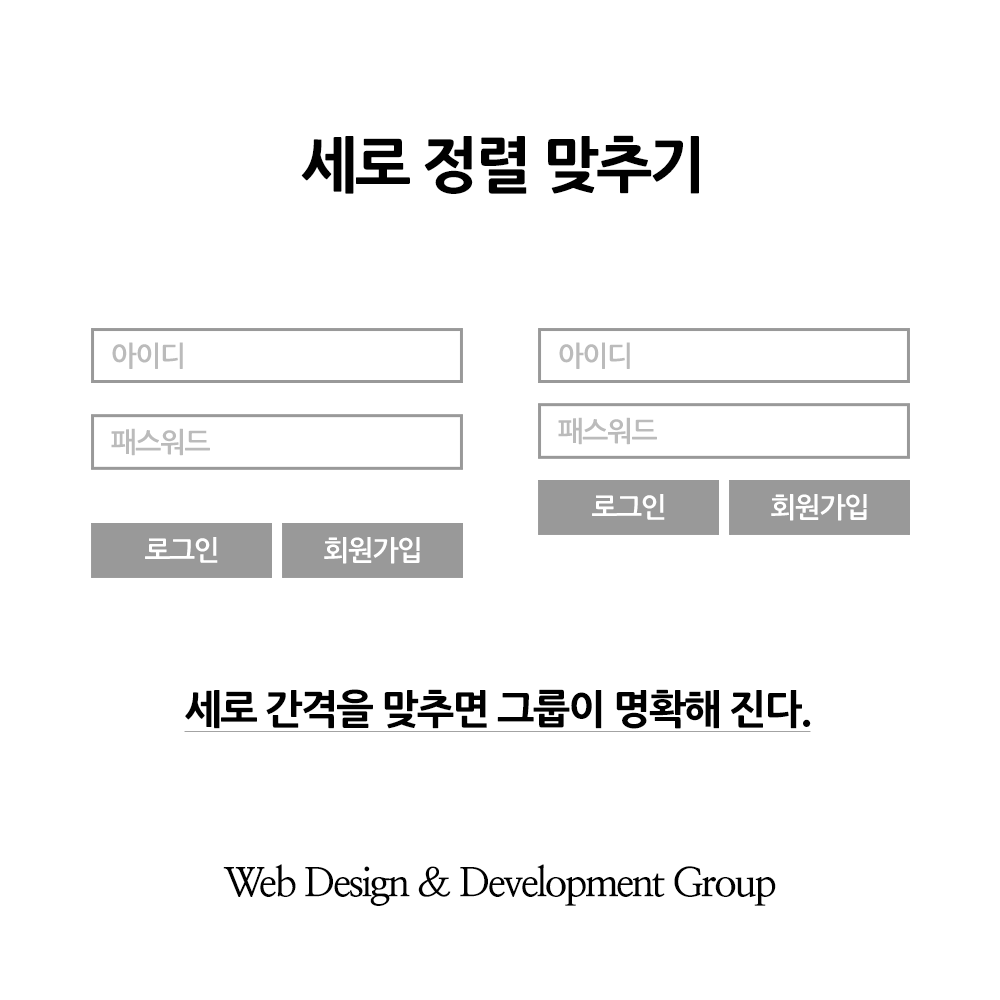 세로 정렬 맞추기
아이디
패스워드
로그인 회원가입
아이디
패스워드
로그인 회원가입
세로 간격을 맞추면 그룹이 명확해 진다.
Web Design & Development Group